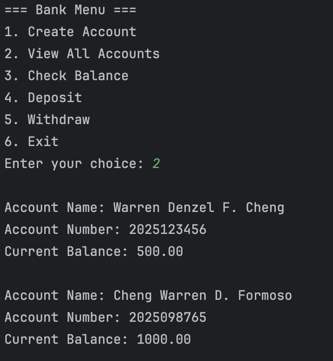 === Bank Menu ===
1. Create Account
2. View All Accounts
3. Check Balance
4. Deposit
5. Withdraw
6. Exit
Enter your choice: 2
Account Name: Warren Denzel F. Cheng
Account Number: 2025123456
Current Balance: 500.00
Account Name: Cheng Warren D. Formoso
Account Number: 2025098765
Current Balance: 1000.00